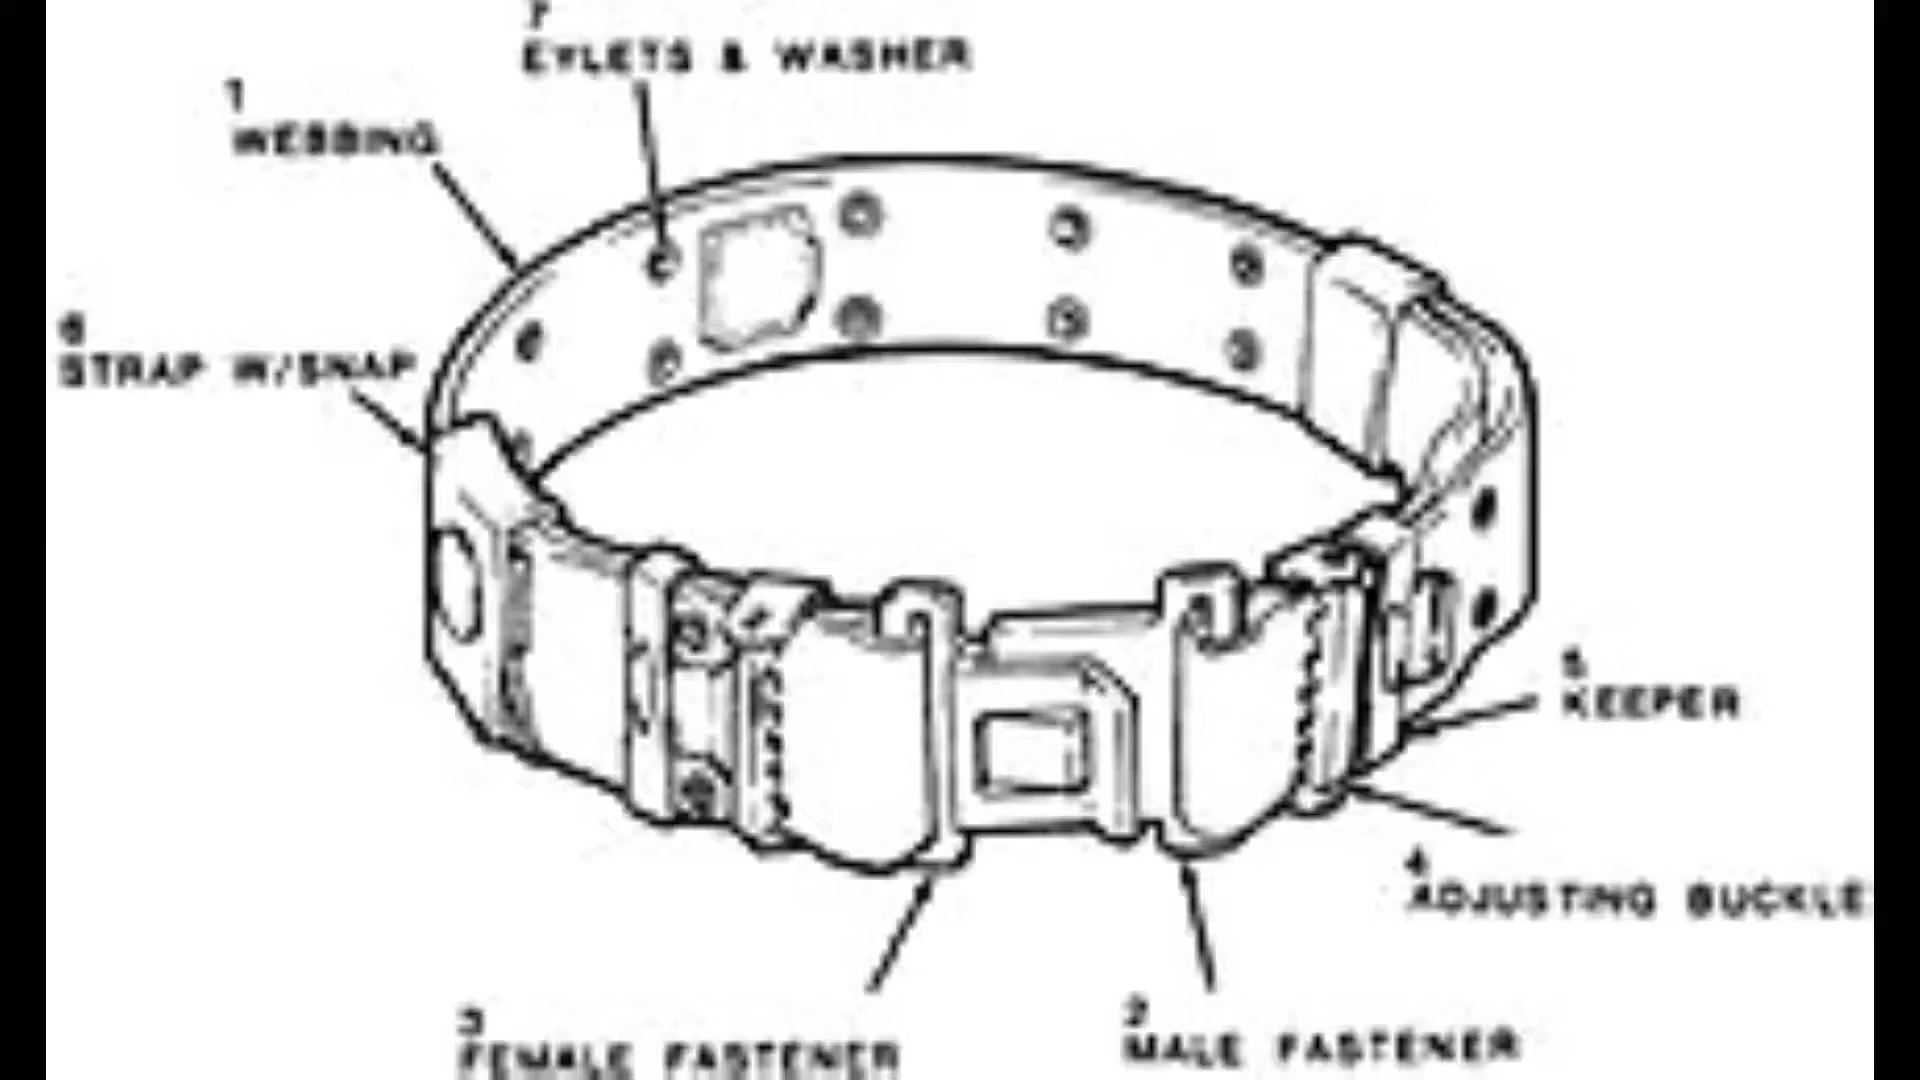 7
EYLETS & WASHER
1
WEBBING
6
STRAP W/SNAP
5
KEEPER
4
ADJUSTING BUCKLE
3
FEMALE FASTENER
2
MALE FASTENER